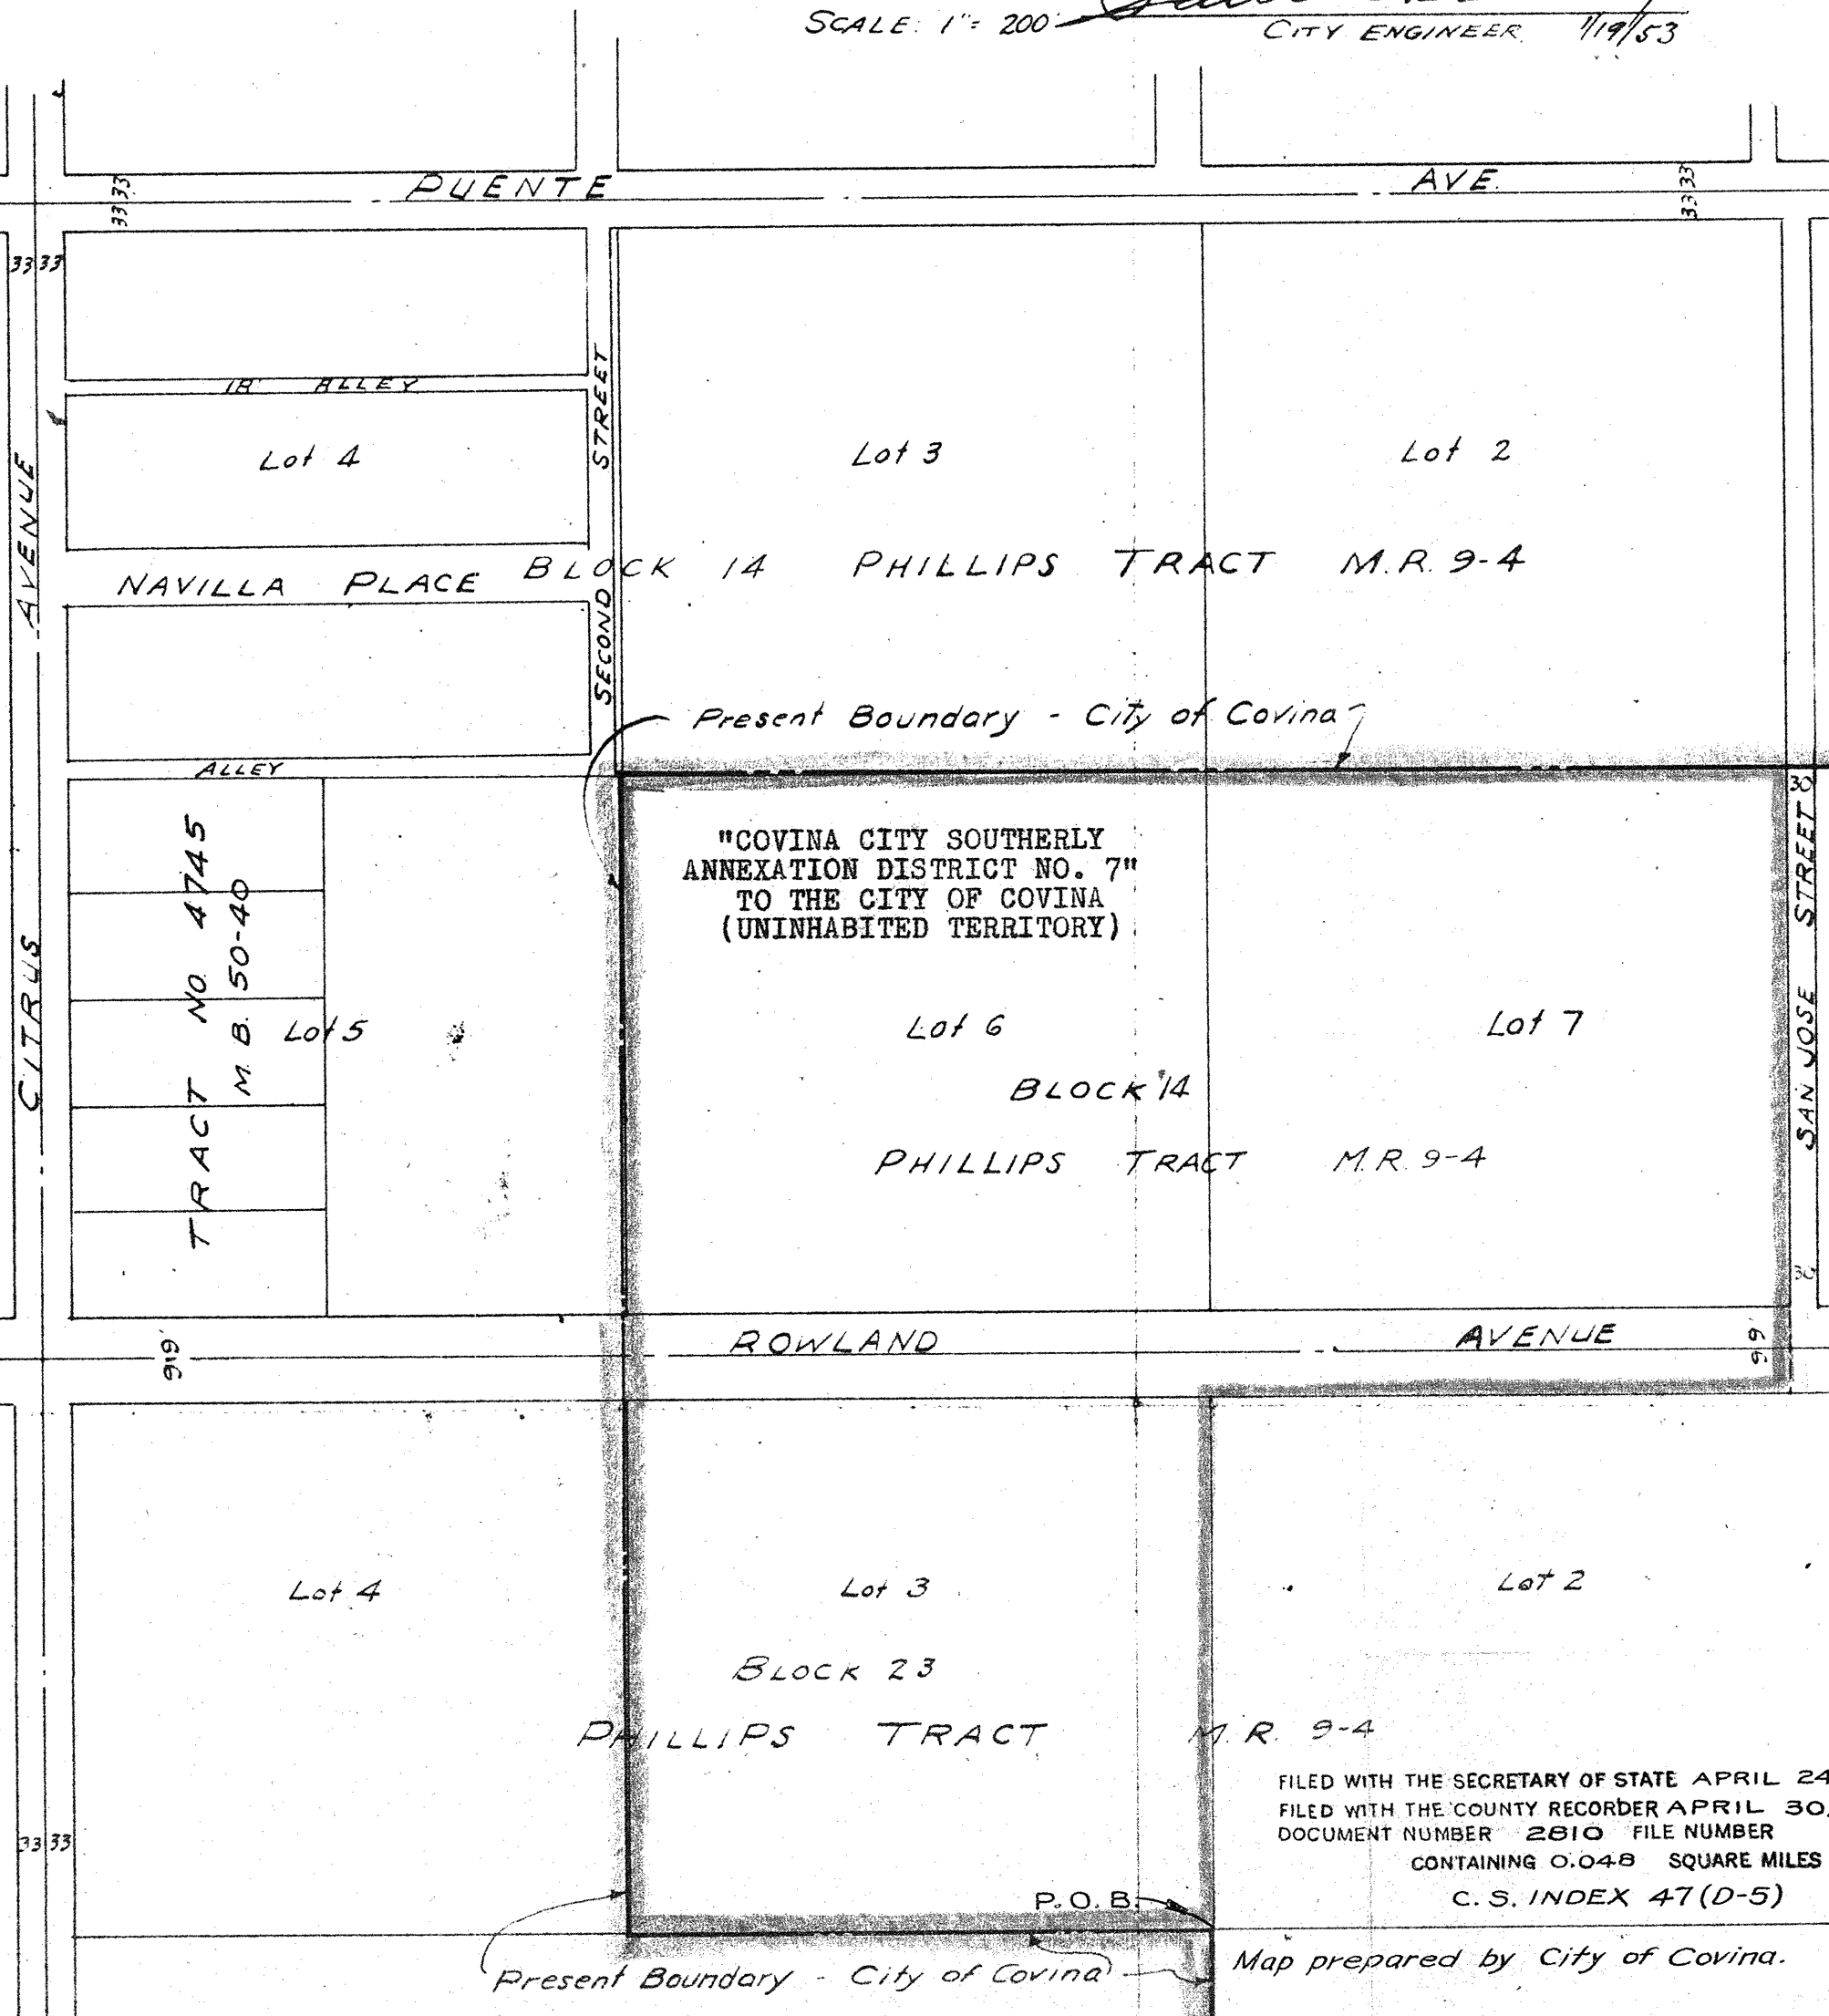 SCALE: 1"= 200'
CITY ENGINEER 1/19/53
PUENTE AVE.
33 33
33 33
33 33
18' ALLEY
SECOND STREET
Lot 4
Lot 3
Lot 2
CITRUS AVENUE
NAVILLA PLACE
BLOCK 14 PHILLIPS TRACT M.R. 9-4
Present Boundary - City of Covina
ALLEY
30
SAN JOSE STREET
"COVINA CITY SOUTHERLY
ANNEXATION DISTRICT NO. 7"
TO THE CITY OF COVINA
(UNINHABITED TERRITORY)
TRACT NO. 4745
M.B. 50-40
Lot 5
Lot 6
Lot 7
BLOCK 14
PHILLIPS TRACT M.R. 9-4
30
ROWLAND AVENUE
Lot 4
Lot 3
Lot 2
BLOCK 23
PHILLIPS TRACT M.R. 9-4
FILED WITH THE SECRETARY OF STATE APRIL 24
FILED WITH THE COUNTY RECORDER APRIL 30,
DOCUMENT NUMBER 2810 FILE NUMBER
CONTAINING 0.048 SQUARE MILES
C.S. INDEX 47 (D-5)
33 33
P.O.B.
Present Boundary - City of Covina
Map prepared by City of Covina.